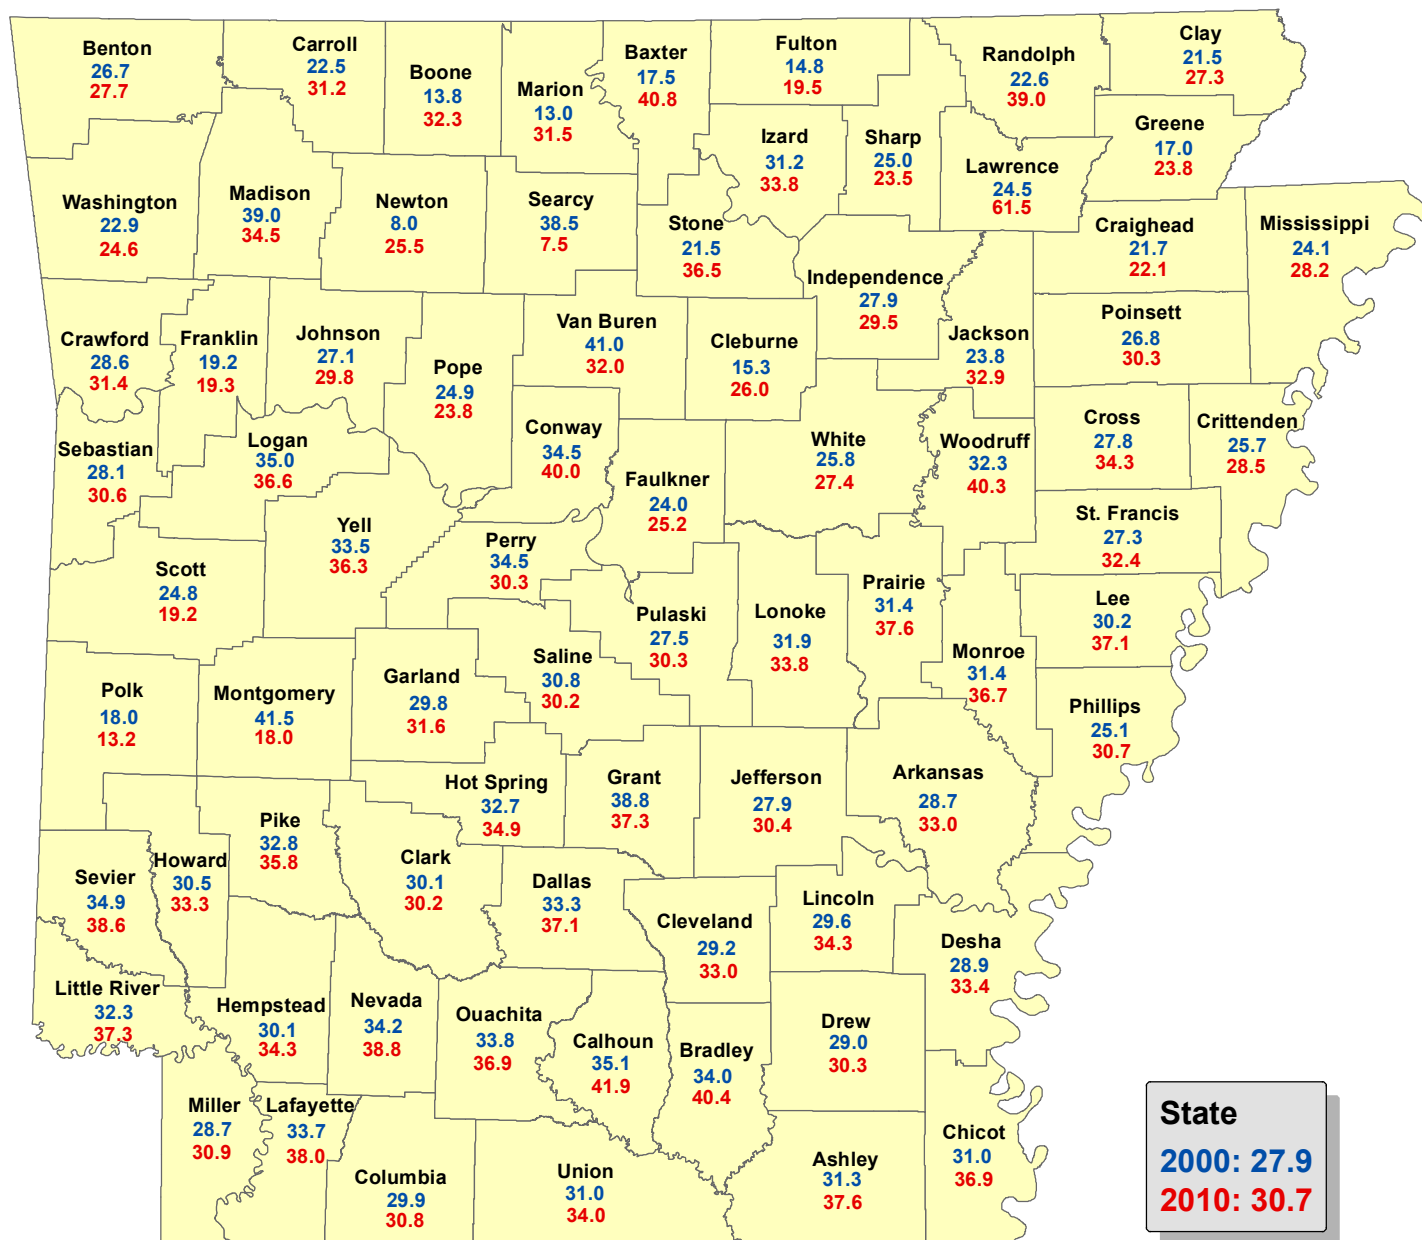 Benton
26.7
27.7
Carroll
22.5
31.2
Boone
13.8
32.3
Marion
13.0
31.5
Baxter
17.5
40.8
Fulton
14.8
19.5
Randolph
22.6
39.0
Clay
21.5
27.3
Izard
31.2
33.8
Sharp
25.0
23.5
Lawrence
24.5
61.5
Greene
17.0
23.8
Washington
22.9
24.6
Madison
39.0
34.5
Newton
8.0
25.5
Searcy
38.5
7.5
Stone
21.5
36.5
Independence
27.9
29.5
Craighead
21.7
22.1
Mississippi
24.1
28.2
Crawford
28.6
31.4
Franklin
19.2
19.3
Johnson
27.1
29.8
Pope
24.9
23.8
Van Buren
41.0
32.0
Cleburne
15.3
26.0
Jackson
23.8
32.9
Poinsett
26.8
30.3
Sebastian
28.1
30.6
Logan
35.0
36.6
Conway
34.5
40.0
Faulkner
24.0
25.2
White
25.8
27.4
Woodruff
32.3
40.3
Cross
27.8
34.3
Crittenden
25.7
28.5
Yell
33.5
36.3
Perry
34.5
30.3
St. Francis
27.3
32.4
Scott
24.8
19.2
Pulaski
27.5
30.3
Lonoke
31.9
33.8
Prairie
31.4
37.6
Lee
30.2
37.1
Polk
18.0
13.2
Montgomery
41.5
18.0
Garland
29.8
31.6
Saline
30.8
30.2
Monroe
31.4
36.7
Phillips
25.1
30.7
Hot Spring
32.7
34.9
Grant
38.8
37.3
Jefferson
27.9
30.4
Arkansas
28.7
33.0
Pike
32.8
35.8
Howard
30.5
33.3
Clark
30.1
30.2
Sevier
34.9
38.6
Dallas
33.3
37.1
Cleveland
29.2
33.0
Lincoln
29.6
34.3
Desha
28.9
33.4
Little River
32.3
37.3
Hempstead
30.1
34.3
Nevada
34.2
38.8
Ouachita
33.8
36.9
Calhoun
35.1
41.9
Bradley
34.0
40.4
Drew
29.0
30.3
Miller
28.7
30.9
Lafayette
33.7
38.0
Columbia
29.9
30.8
Union
31.0
34.0
Ashley
31.3
37.6
Chicot
31.0
36.9
State
2000: 27.9
2010: 30.7